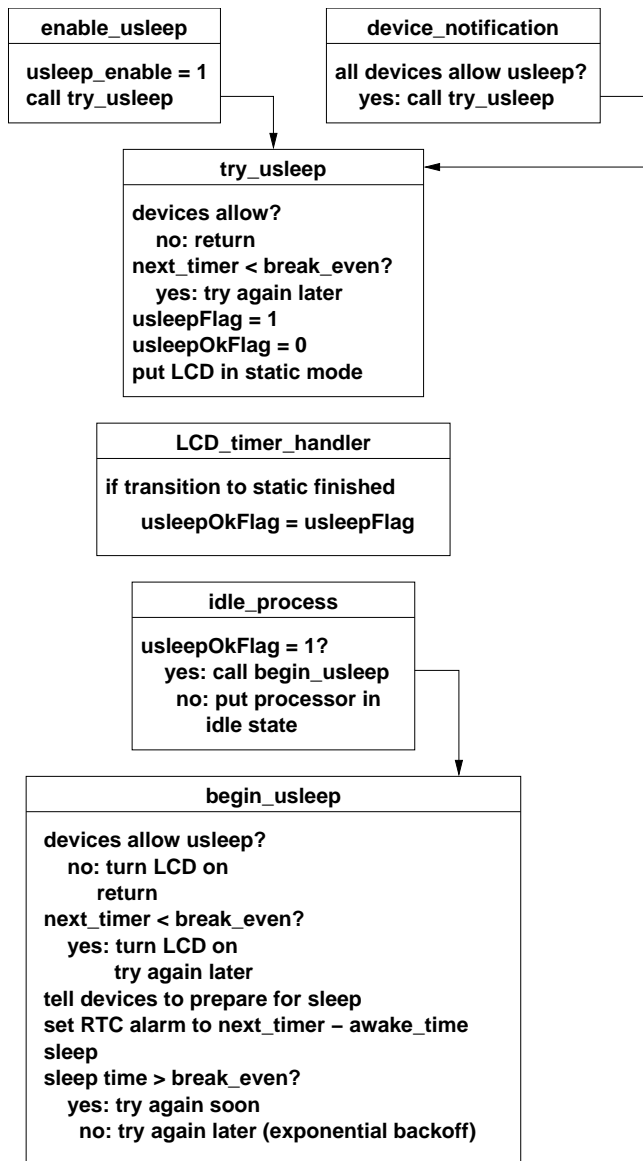 enable_usleep
usleep_enable = 1
call try_usleep
device_notification
all devices allow usleep?
yes: call try_usleep
try_usleep
devices allow?
no: return
next_timer < break_even?
yes: try again later
usleepFlag = 1
usleepOkFlag = 0
put LCD in static mode
LCD_timer_handler
if transition to static finished
usleepOkFlag = usleepFlag
idle_process
usleepOkFlag = 1?
yes: call begin_usleep
no: put processor in
idle state
begin_usleep
devices allow usleep?
no: turn LCD on
return
next_timer < break_even?
yes: turn LCD on
try again later
tell devices to prepare for sleep
set RTC alarm to next_timer − awake_time
sleep
sleep time > break_even?
yes: try again soon
no: try again later (exponential backoff)